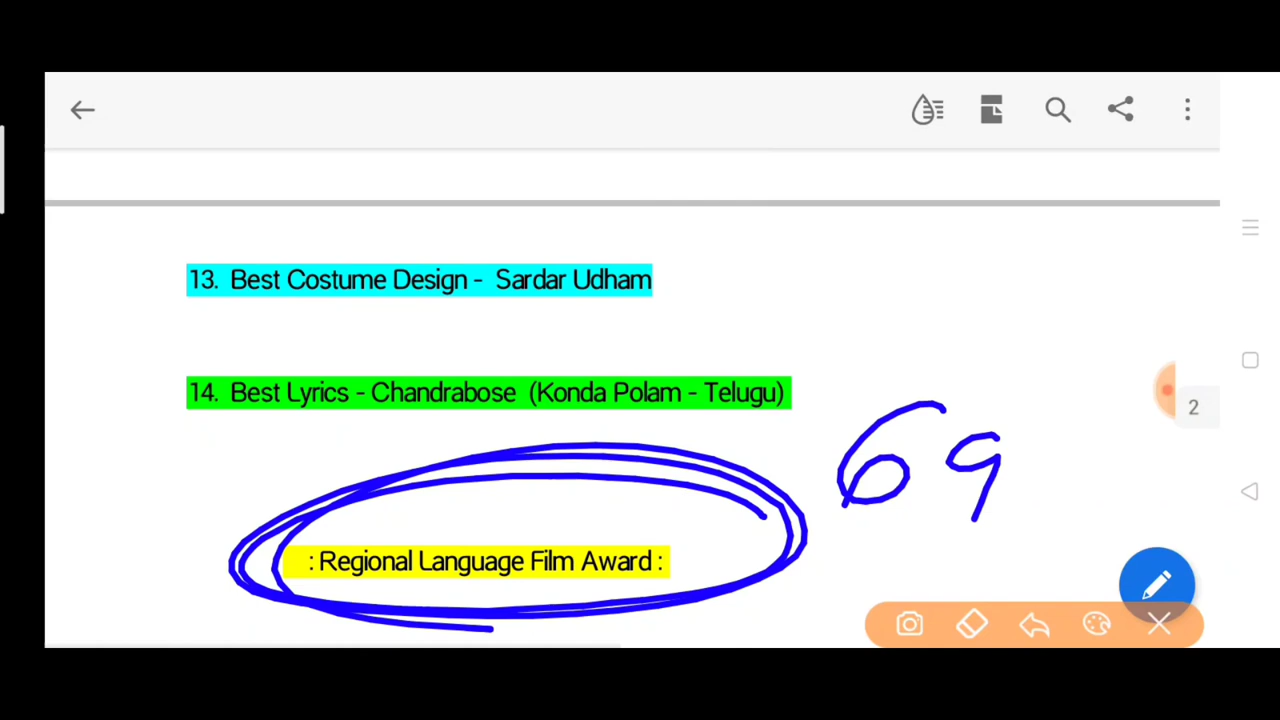 13. Best Costume Design - Sardar Udham
14. Best Lyrics - Chandrabose (Konda Polam - Telugu)
69
: Regional Language Film Award :
2